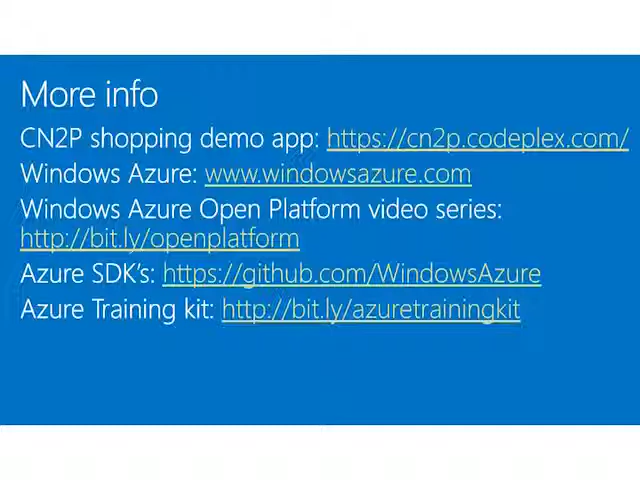 More info
CN2P shopping demo app: https://cn2p.codeplex.com/
Windows Azure: www.windowsazure.com
Windows Azure Open Platform video series:
http://bit.ly/openplatform
Azure SDK's: https://github.com/WindowsAzure
Azure Training kit: http://bit.ly/azuretrainingkit